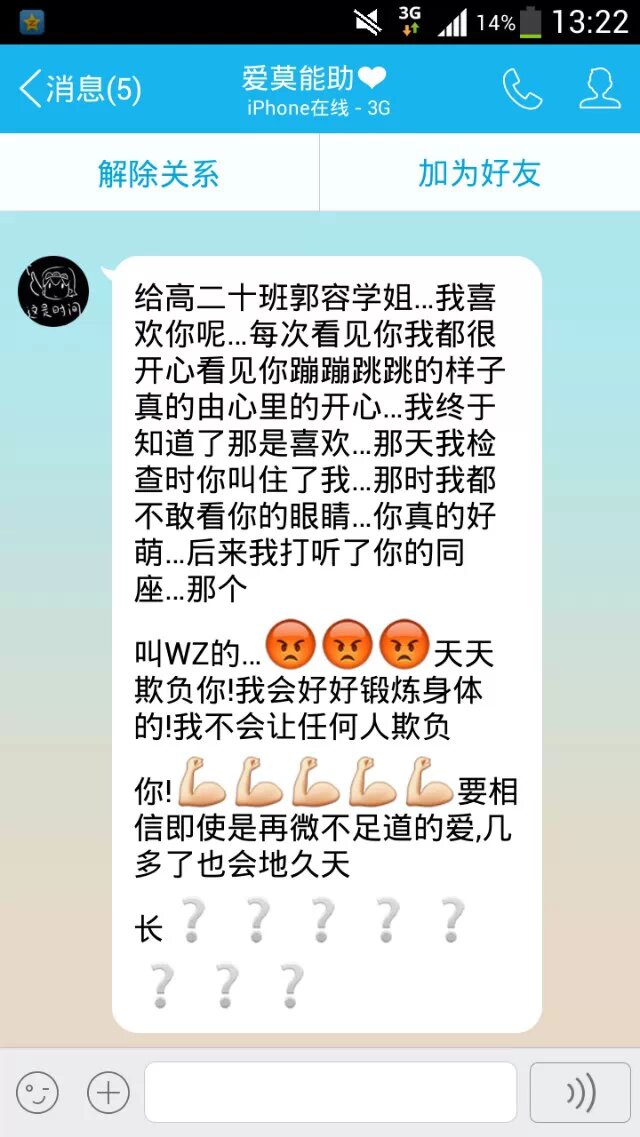 3G 14% 13:22
消息(5) 爱莫能助❤
iPhone在线 - 3G
解除关系 加为好友
这是时间
给高二十班郭容学姐...我喜
欢你呢...每次看见你我都很
开心看见你蹦蹦跳跳的样子
真的由心里的开心...我终于
知道了那是喜欢...那天我检
查时你叫住了我...那时我都
不敢看你的眼睛...你真的好
萌...后来我打听了你的同
座...那个
叫WZ的...😡😡😡天天
欺负你!我会好好锻炼身体
的!我不会让任何人欺负
你!💪💪💪💪💪要相
信即使是再微不足道的爱,几
多了也会地久天
长❔❔❔❔❔
❔❔❔